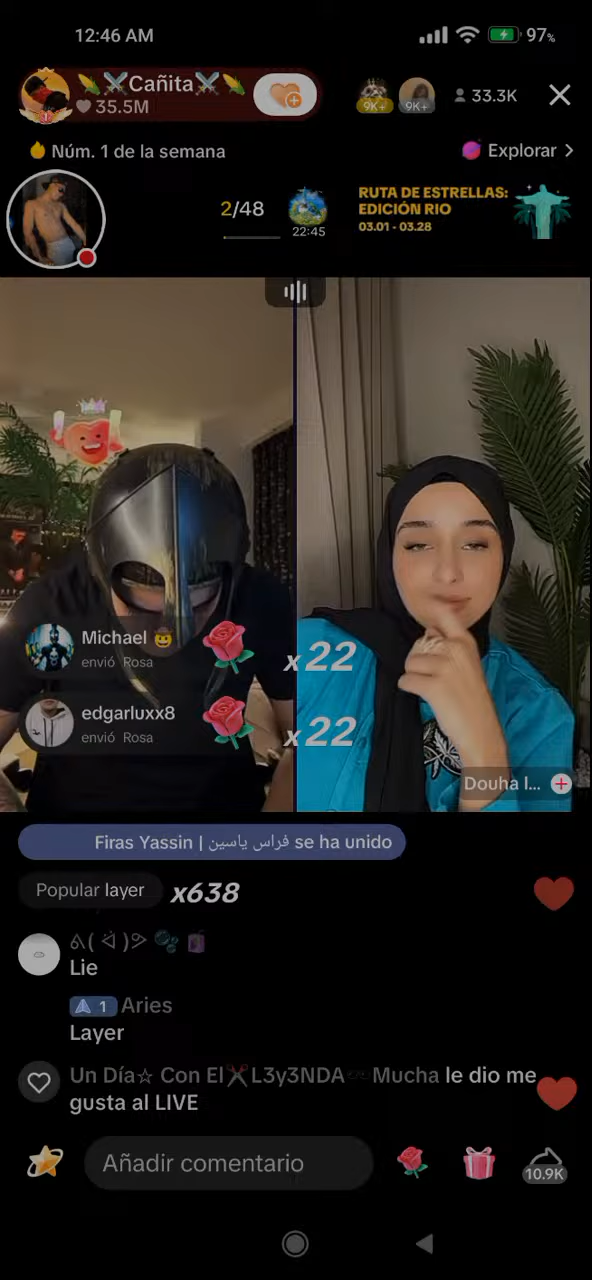 12:46 AM
97%
🌽⚔️Cañita⚔️🌽
35.5M
9K+
9K+
33.3K
Núm. 1 de la semana
Explorar
2/48
22:45
RUTA DE ESTRELLAS:
EDICIÓN RIO
03.01 - 03.28
Michael 🤠
envió Rosa
x22
edgarluxx8
envió Rosa
x22
Douha l...
Firas Yassin | فراس ياسين se ha unido
Popular layer x638
Lie
1 Aries
Layer
Un Día☆ Con El✂️L3y3NDA Mucha le dio me
gusta al LIVE
Añadir comentario
10.9K